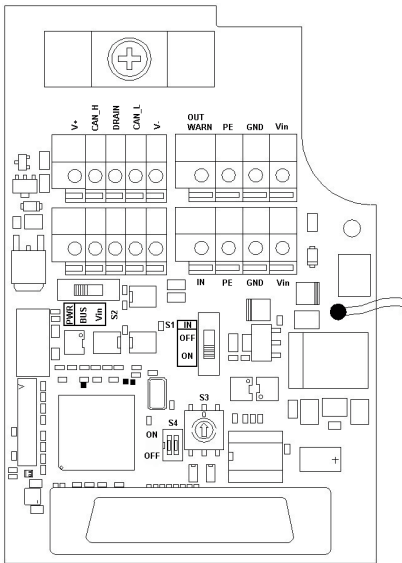 V+ CAN_H DRAIN CAN_L V-
OUT
WARN PE GND Vin
IN PE GND Vin
PWR
BUS
Vin
S2
S1 IN
OFF
ON
S3
S4
ON
OFF